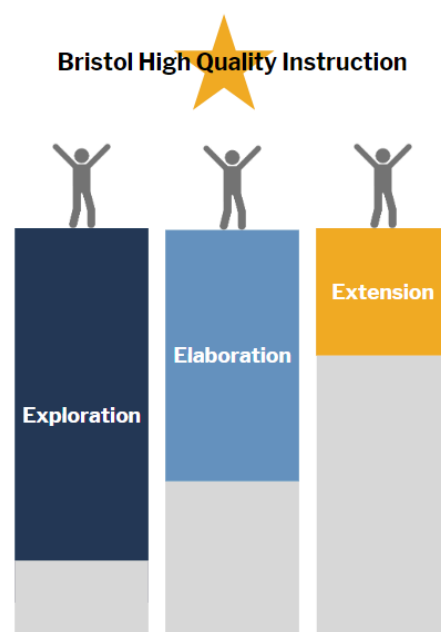 Bristol High Quality Instruction
Extension
Elaboration
Exploration